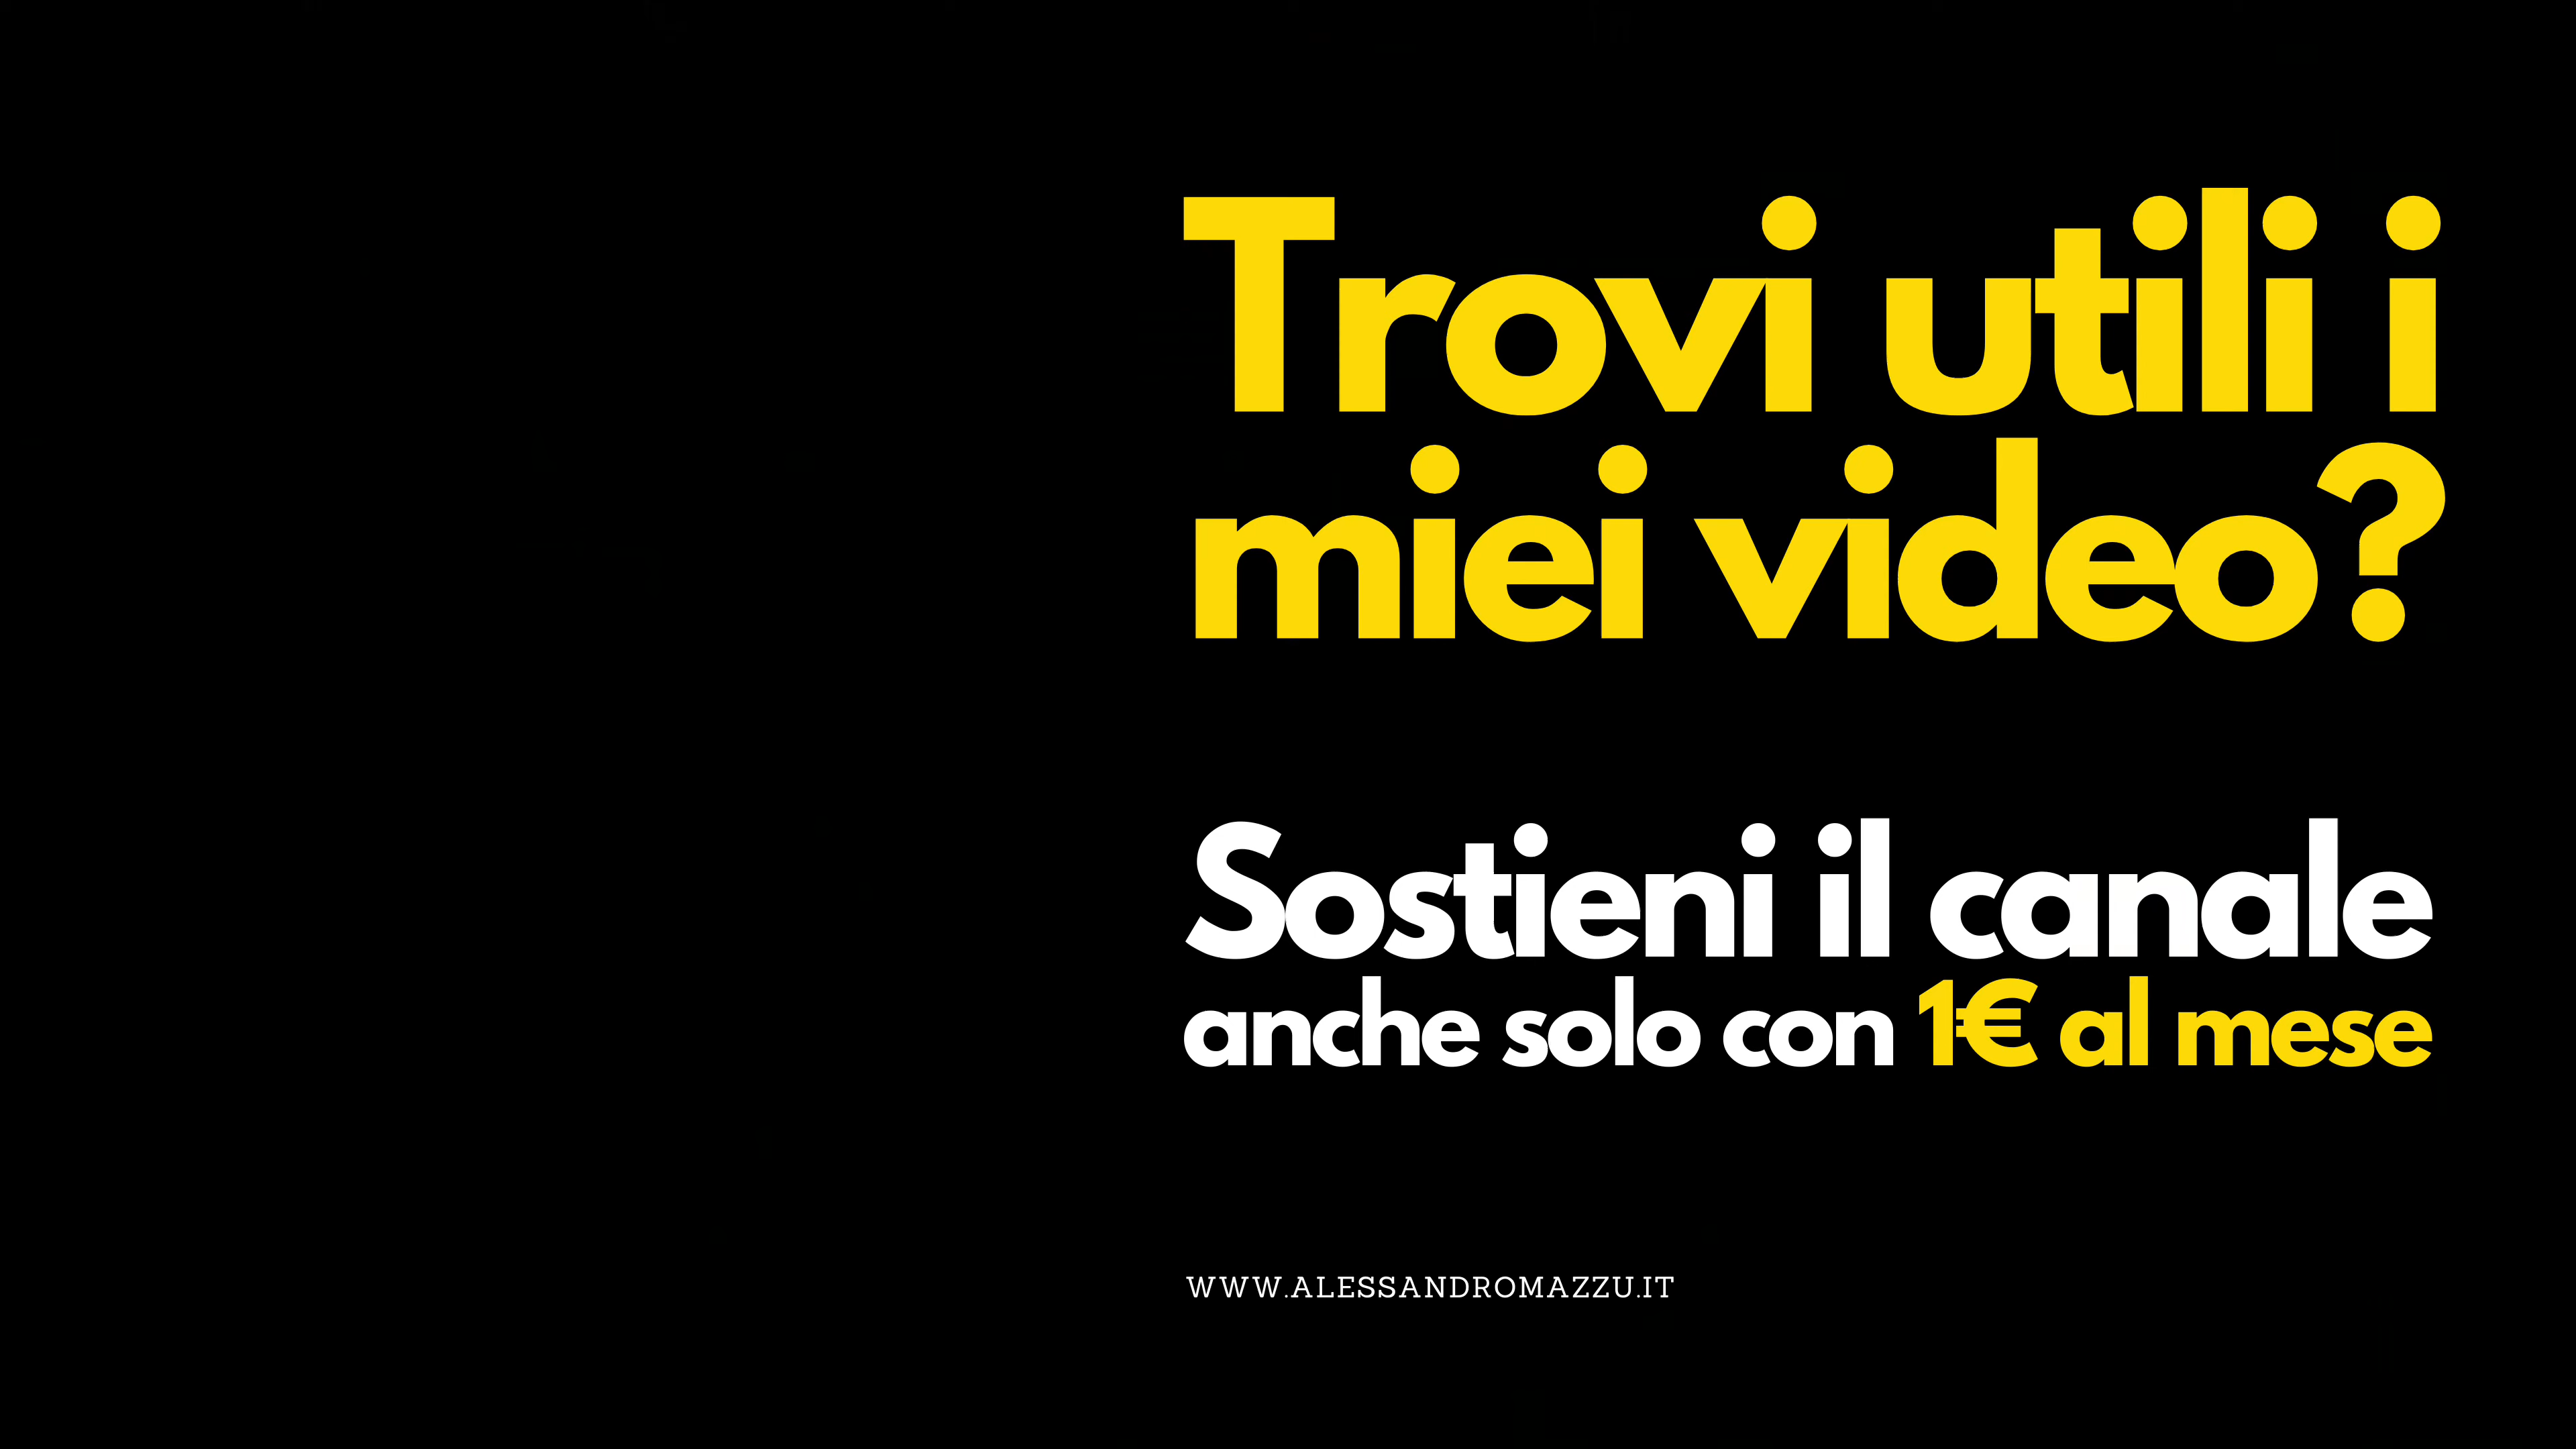 Trovi utili i
miei video?
Sostieni il canale
anche solo con 1€ al mese
WWW.ALESSANDROMAZZU.IT